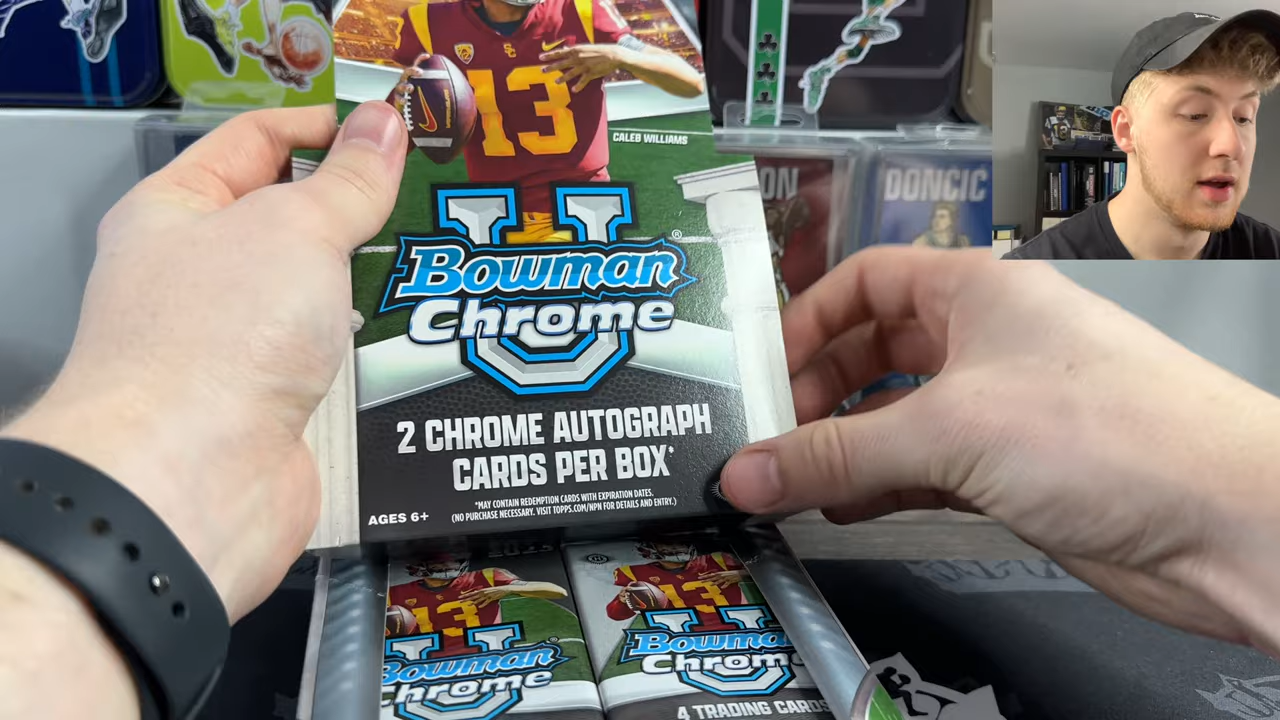 SC
13
CALEB WILLIAMS
U
Bowman®
Chrome
2 CHROME AUTOGRAPH
CARDS PER BOX*
*MAY CONTAIN REDEMPTION CARDS WITH EXPIRATION DATES.
(NO PURCHASE NECESSARY. VISIT TOPPS.COM/NPN FOR DETAILS AND ENTRY.)
AGES 6+
DONCIC
ON
13
U
Bowman®
Chrome
13
U
Bowman
Chrome
4 TRADING CARDS